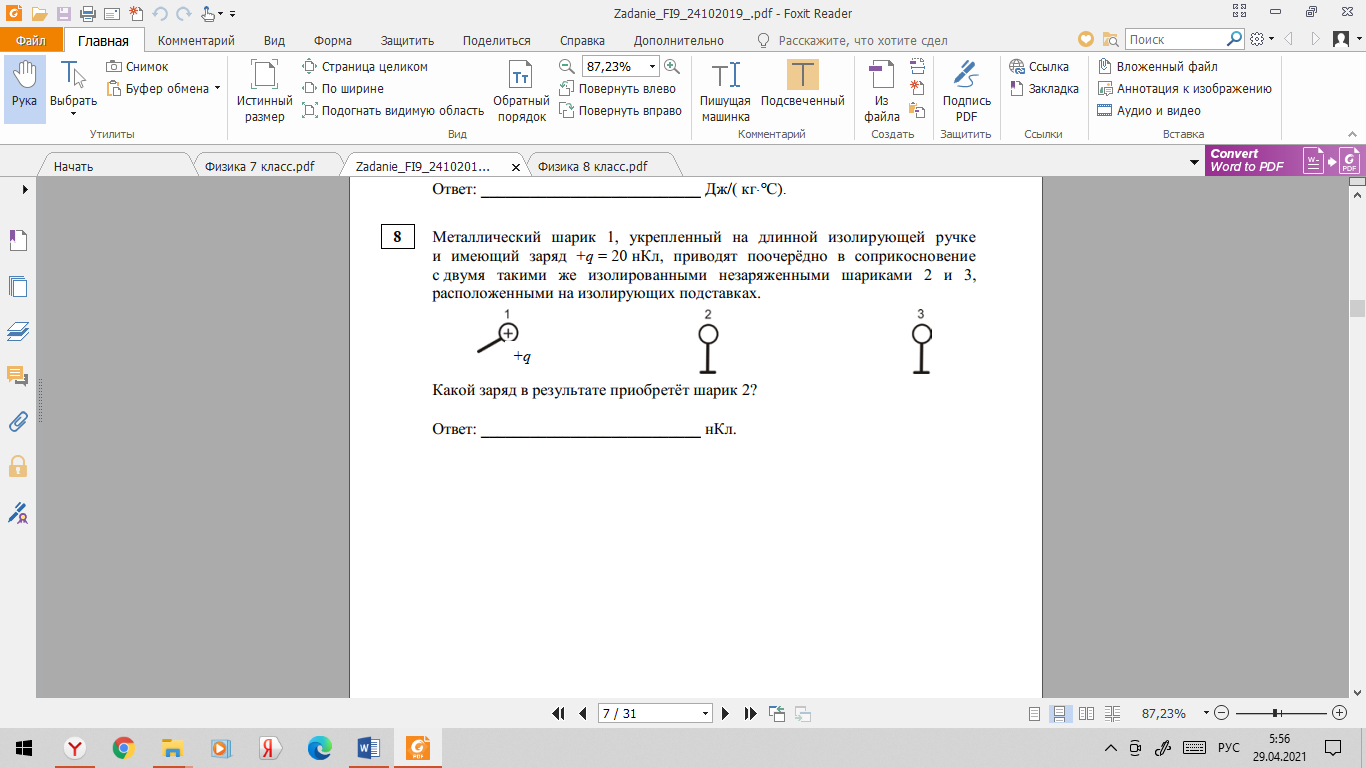 Zadanie_FI9_24102019_.pdf - Foxit Reader
Файл Главная Комментарий Вид Форма Защитить Поделиться Справка Дополнительно Расскажите, что хотите сдел Поиск
Рука
Выбрать
Снимок
Буфер обмена
Утилиты
Истинный размер
Страница целиком
По ширине
Подогнать видимую область
Обратный порядок
87,23%
Повернуть влево
Повернуть вправо
Вид
Пишущая машинка
Подсвеченный
Комментарий
Из файла
Создать
Подпись PDF
Защитить
Ссылка
Закладка
Ссылки
Вложенный файл
Аннотация к изображению
Аудио и видео
Вставка
Начать Физика 7 класс.pdf Zadanie_FI9_2410201... Физика 8 класс.pdf
Convert
Word to PDF
Ответ: ____________________________ Дж/( кг·°С).
8 Металлический шарик 1, укрепленный на длинной изолирующей ручке
и имеющий заряд +q = 20 нКл, приводят поочерёдно в соприкосновение
с двумя такими же изолированными незаряженными шариками 2 и 3,
расположенными на изолирующих подставках.
1 2 3
+
+q
Какой заряд в результате приобретёт шарик 2?
Ответ: ____________________________ нКл.
7 / 31 87,23%
РУС
5:56
29.04.2021